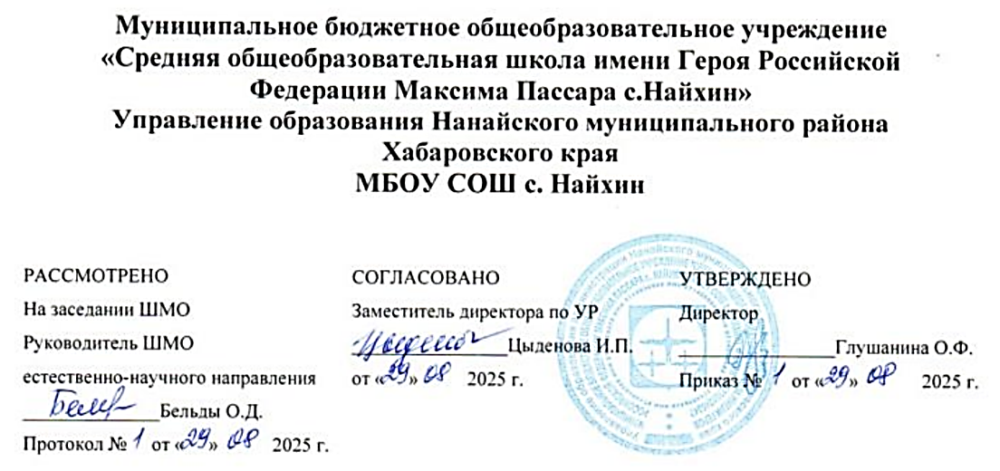 Муниципальное бюджетное общеобразовательное учреждение
«Средняя общеобразовательная школа имени Героя Российской
Федерации Максима Пассара с.Найхин»
Управление образования Нанайского муниципального района
Хабаровского края
МБОУ СОШ с. Найхин
РАССМОТРЕНО
На заседании ШМО
Руководитель ШМО
естественно-научного направления
Бельды О.Д.
Протокол № 1 от «29» 08 2025 г.
СОГЛАСОВАНО
Заместитель директора по УР
Цыденова И.П.
от «29» 08 2025 г.
УТВЕРЖДЕНО
Директор
Глушанина О.Ф.
Приказ № 1 от «29» 08 2025 г.